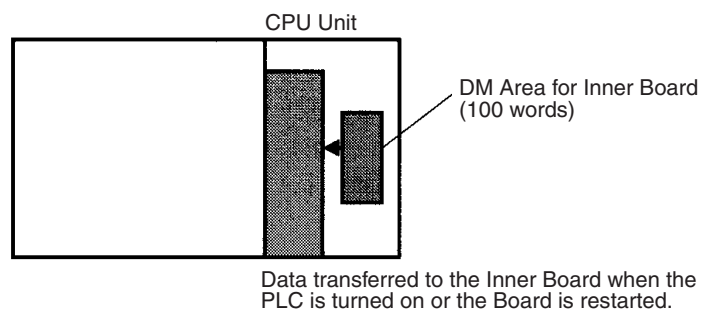 CPU Unit
DM Area for Inner Board
(100 words)
Data transferred to the Inner Board when the
PLC is turned on or the Board is restarted.